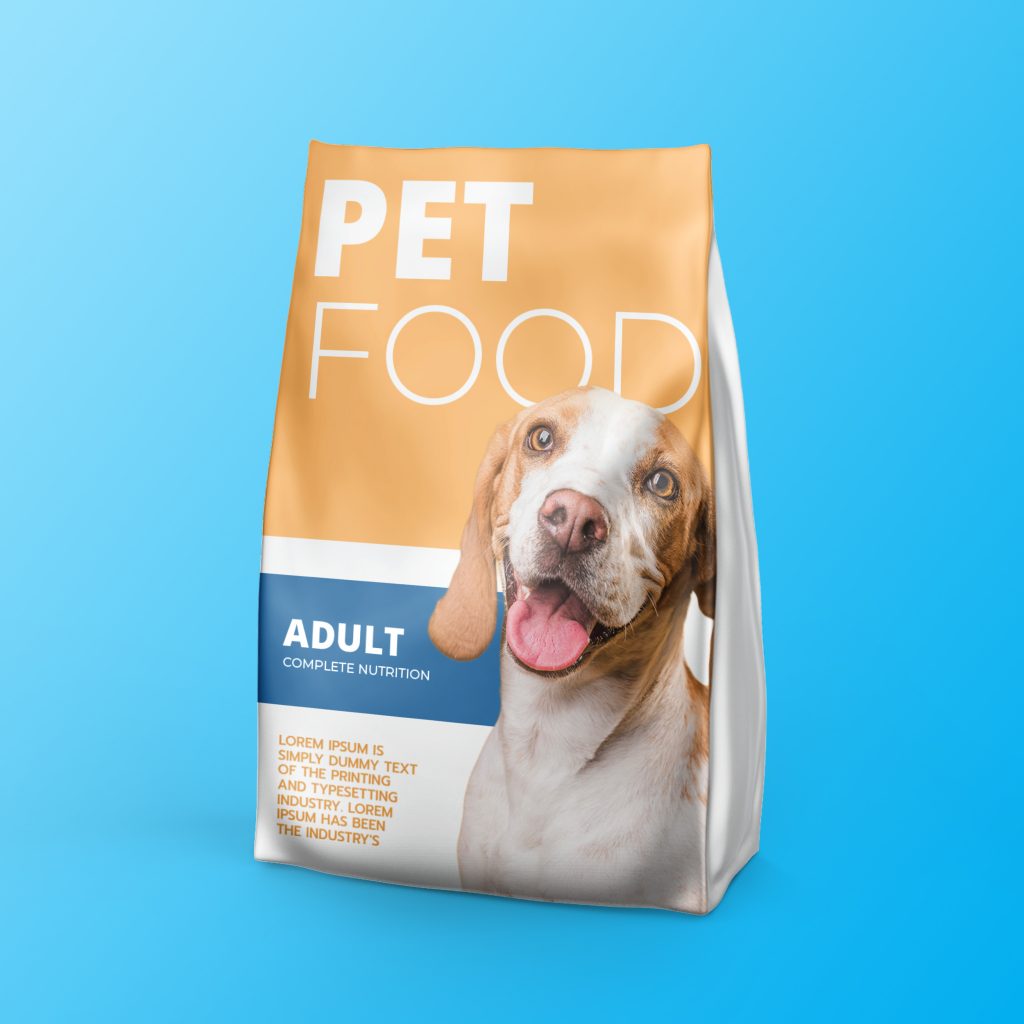 PET
FOOD
ADULT
COMPLETE NUTRITION
LOREM IPSUM IS
SIMPLY DUMMY TEXT
OF THE PRINTING
AND TYPESETTING
INDUSTRY. LOREM
IPSUM HAS BEEN
THE INDUSTRY'S